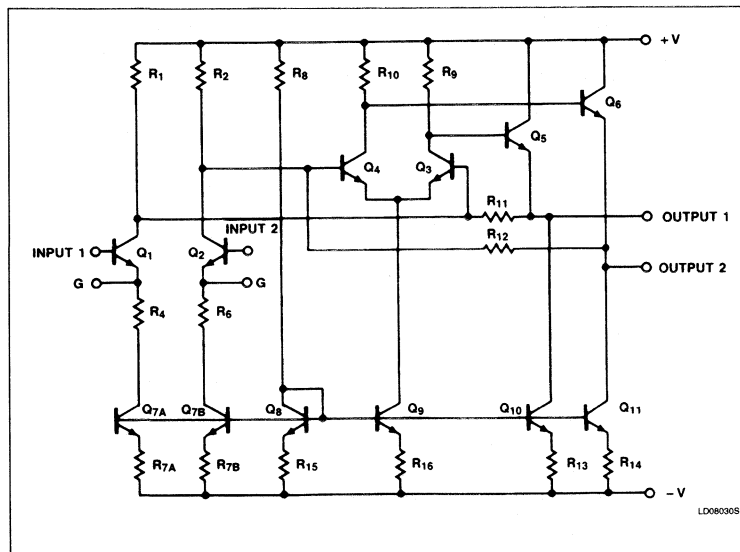 +V
R1 R2 R8 R10 R9
Q6
Q5
Q4 Q3
R11
OUTPUT 1
INPUT 2
R12
INPUT 1 Q1 Q2
OUTPUT 2
G G
R4 R6
Q7A Q7B Q8 Q9 Q10 Q11
R7A R7B R15 R16 R13 R14
−V
LD08030S